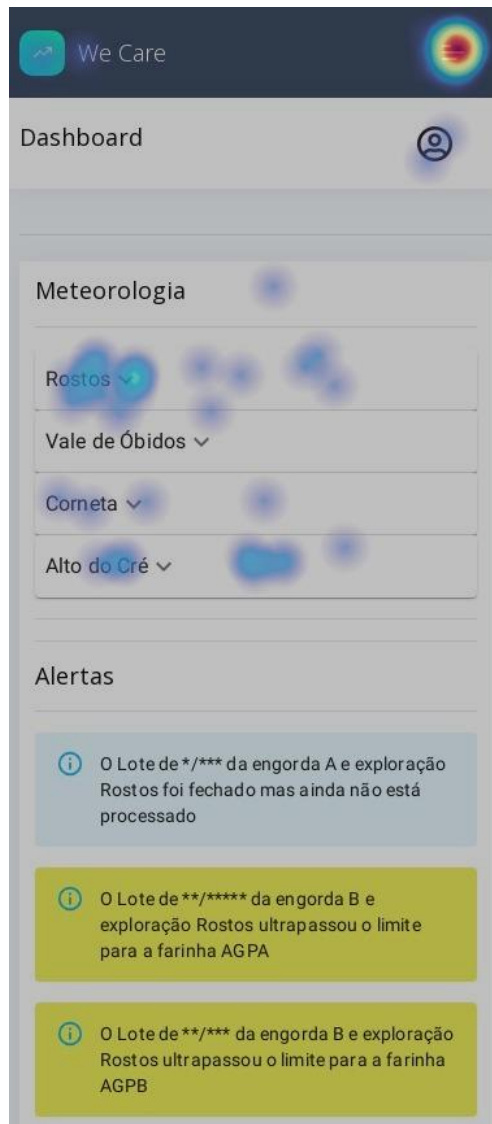 We Care
Dashboard
Meteorologia
Rostos
Vale de Óbidos
Corneta
Alto do Cré
Alertas
O Lote de */*** da engorda A e exploração
Rostos foi fechado mas ainda não está
processado
O Lote de **/***** da engorda B e
exploração Rostos ultrapassou o limite
para a farinha AGPA
O Lote de **/*** da engorda B e exploração
Rostos ultrapassou o limite para a farinha
AGPB